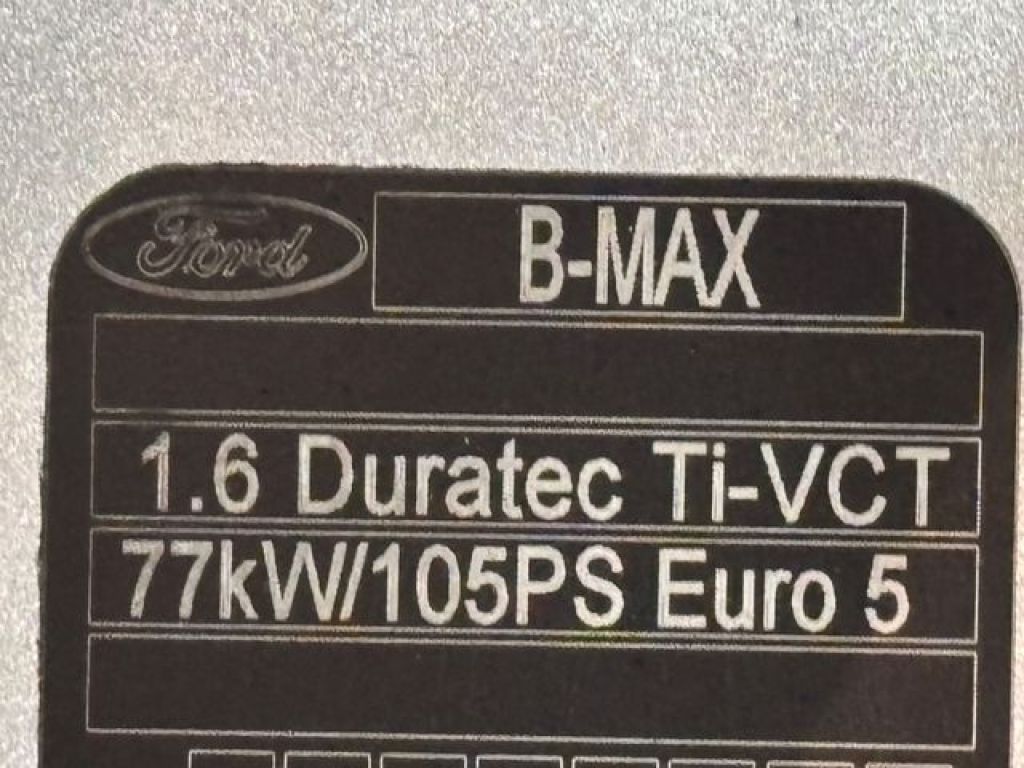 Ford
B-MAX
1.6 Duratec Ti-VCT
77kW/105PS Euro 5